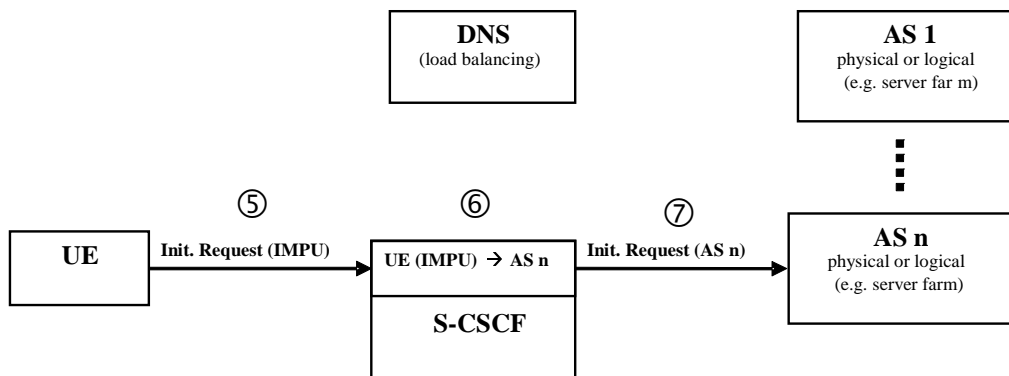 DNS
(load balancing)
AS 1
physical or logical
(e.g. server far m)
⑤
⑥
⑦
UE
Init. Request (IMPU)
UE (IMPU) → AS n
Init. Request (AS n)
AS n
physical or logical
(e.g. server farm)
S-CSCF